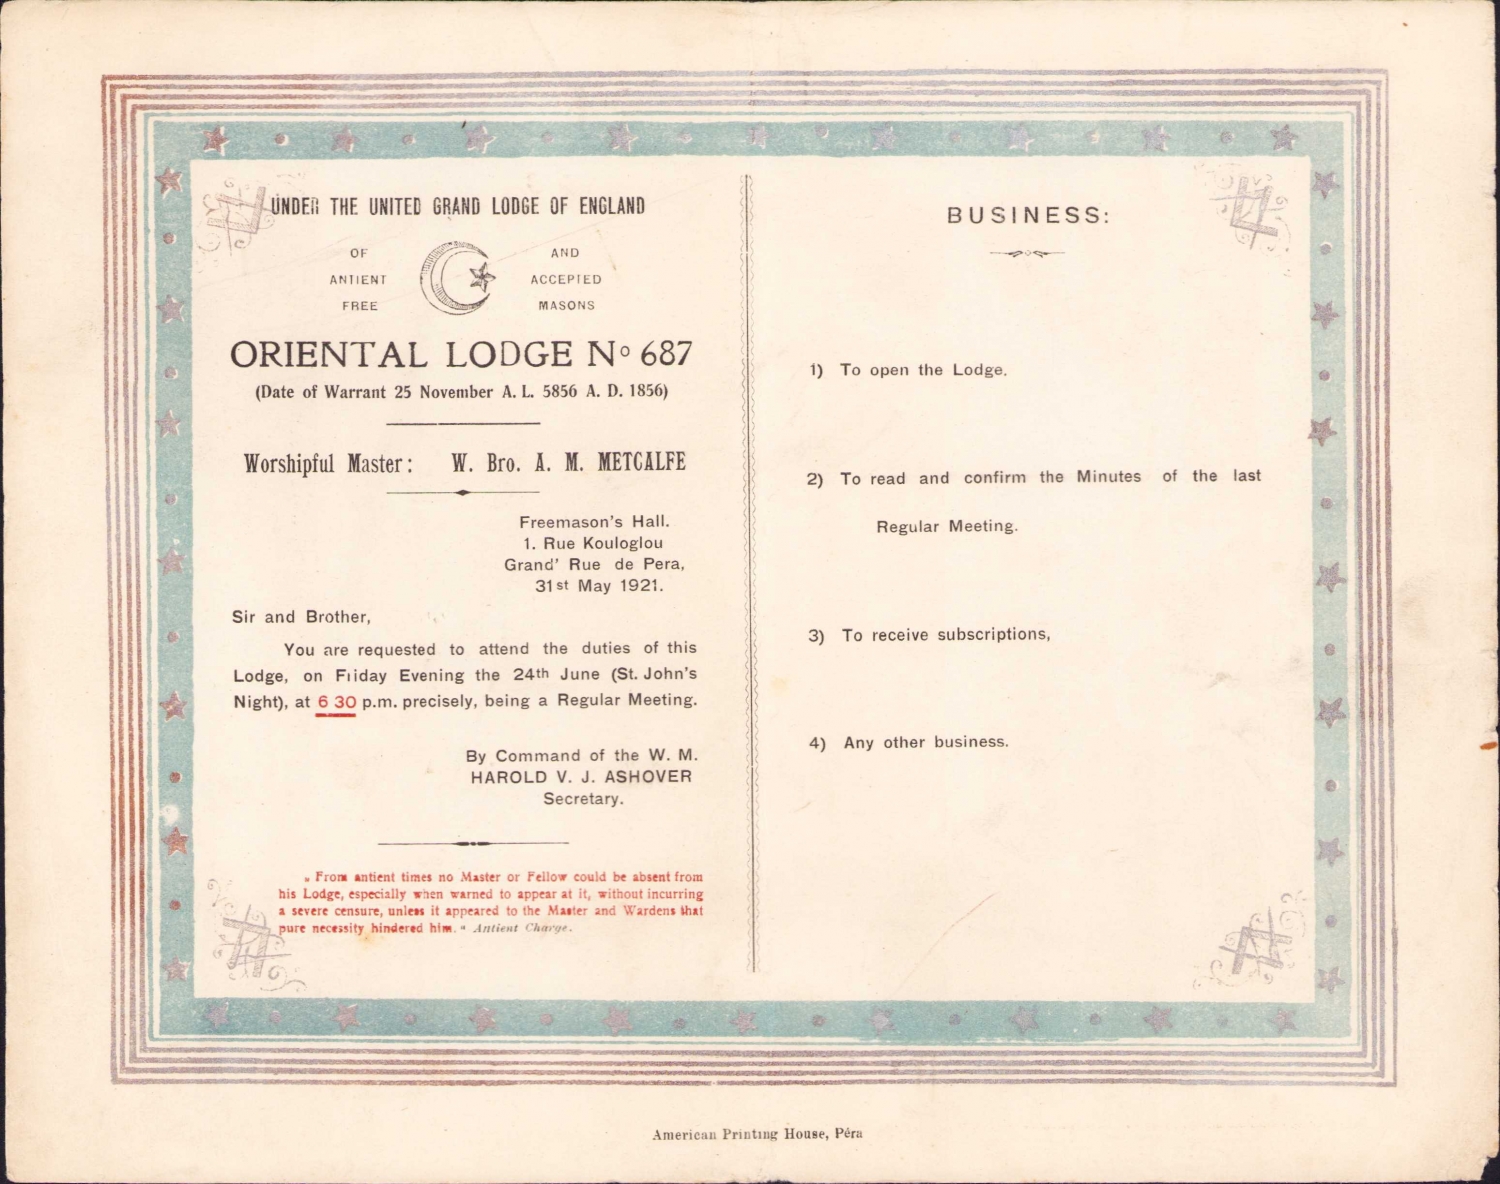 UNDER THE UNITED GRAND LODGE OF ENGLAND
OF
ANTIENT
FREE
AND
ACCEPTED
MASONS
ORIENTAL LODGE Nº 687
(Date of Warrant 25 November A. L. 5856 A. D. 1856)
Worshipful Master: W. Bro. A. M. METCALFE
Freemason's Hall.
1. Rue Kouloglou
Grand' Rue de Pera,
31st May 1921.
Sir and Brother,
You are requested to attend the duties of this
Lodge, on Friday Evening the 24th June (St. John's
Night), at 6 30 p.m. precisely, being a Regular Meeting.
By Command of the W. M.
HAROLD V. J. ASHOVER
Secretary.
„ From antient times no Master or Fellow could be absent from
his Lodge, especially when warned to appear at it, without incurring
a severe censure, unless it appeared to the Master and Wardens that
pure necessity hindered him. “ Antient Charge.
BUSINESS:
1) To open the Lodge.
2) To read and confirm the Minutes of the last
Regular Meeting.
3) To receive subscriptions,
4) Any other business.
American Printing House, Péra